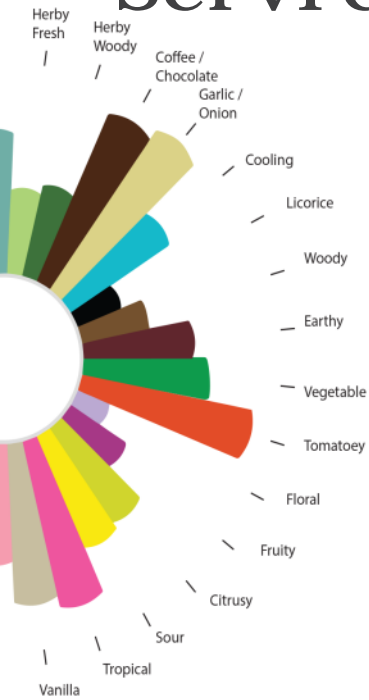 Herby
Fresh
Herby
Woody
Coffee /
Chocolate
Garlic /
Onion
Cooling
Licorice
Woody
Earthy
Vegetable
Tomatoey
Floral
Fruity
Citrusy
Sour
Tropical
Vanilla